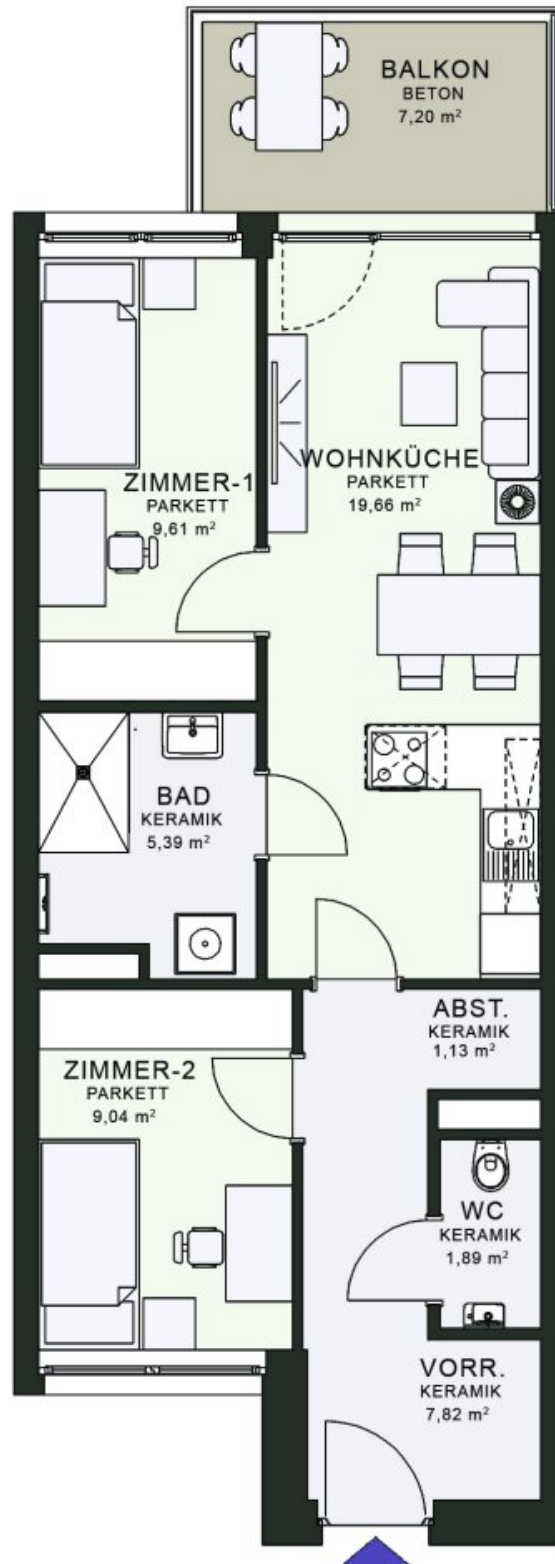 BALKON
BETON
7,20 m²
ZIMMER-1
PARKETT
9,61 m²
WOHNKÜCHE
PARKETT
19,66 m²
BAD
KERAMIK
5,39 m²
ABST.
KERAMIK
1,13 m²
ZIMMER-2
PARKETT
9,04 m²
WC
KERAMIK
1,89 m²
VORR.
KERAMIK
7,82 m²